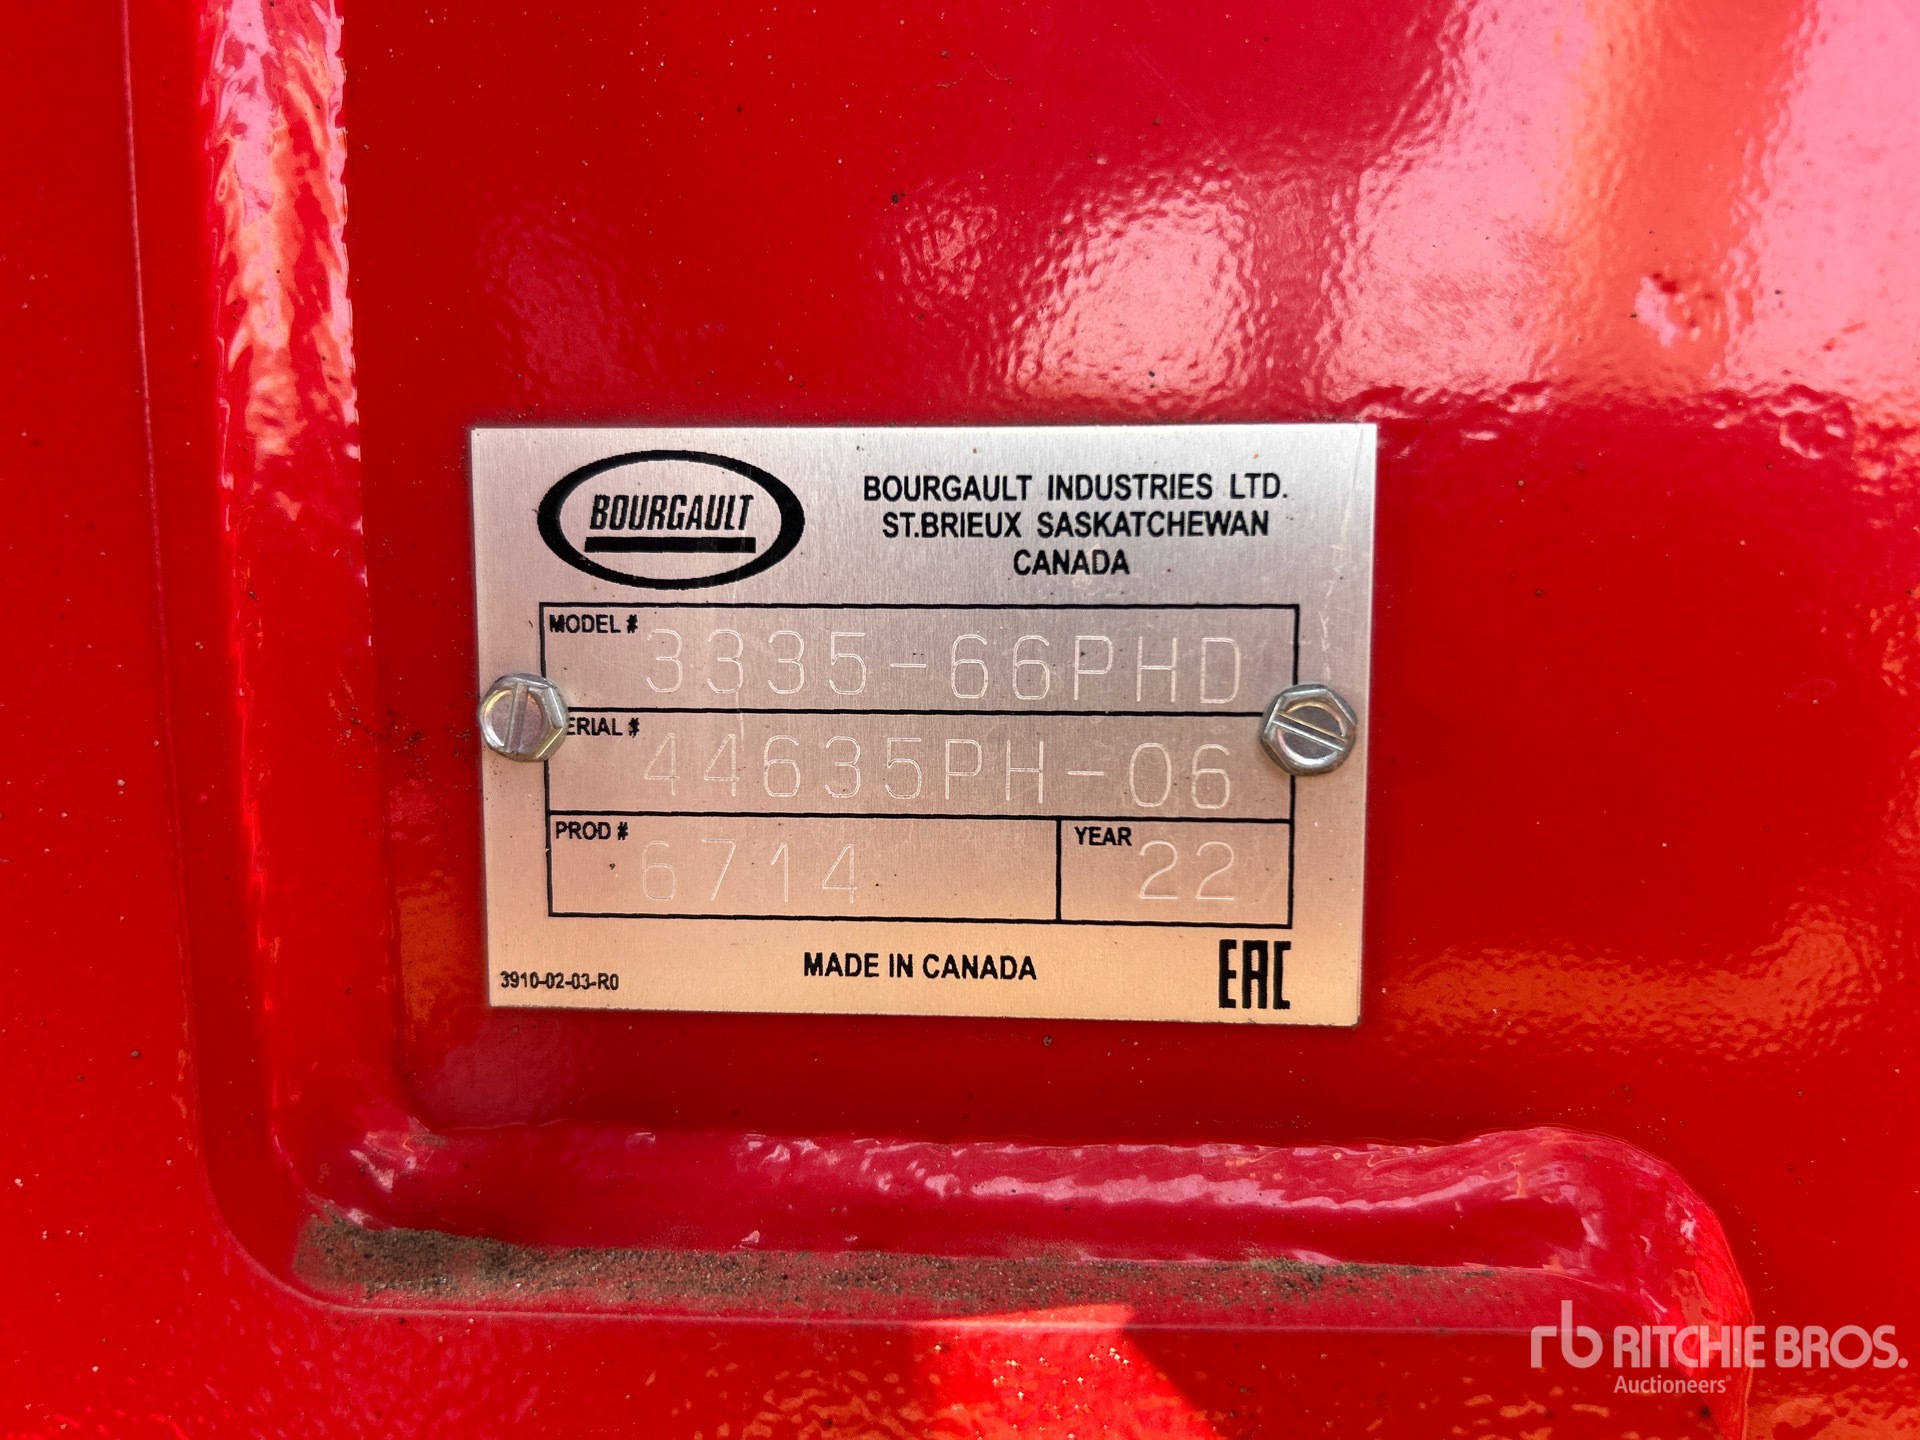 BOURGAULT
BOURGAULT INDUSTRIES LTD.
ST.BRIEUX SASKATCHEWAN
CANADA
MODEL # 3335-66PHD
ERIAL # 44635PH-06
PROD # 6714 YEAR 22
3910-02-03-R0 MADE IN CANADA EAC
rb RITCHIE BROS.
Auctioneers